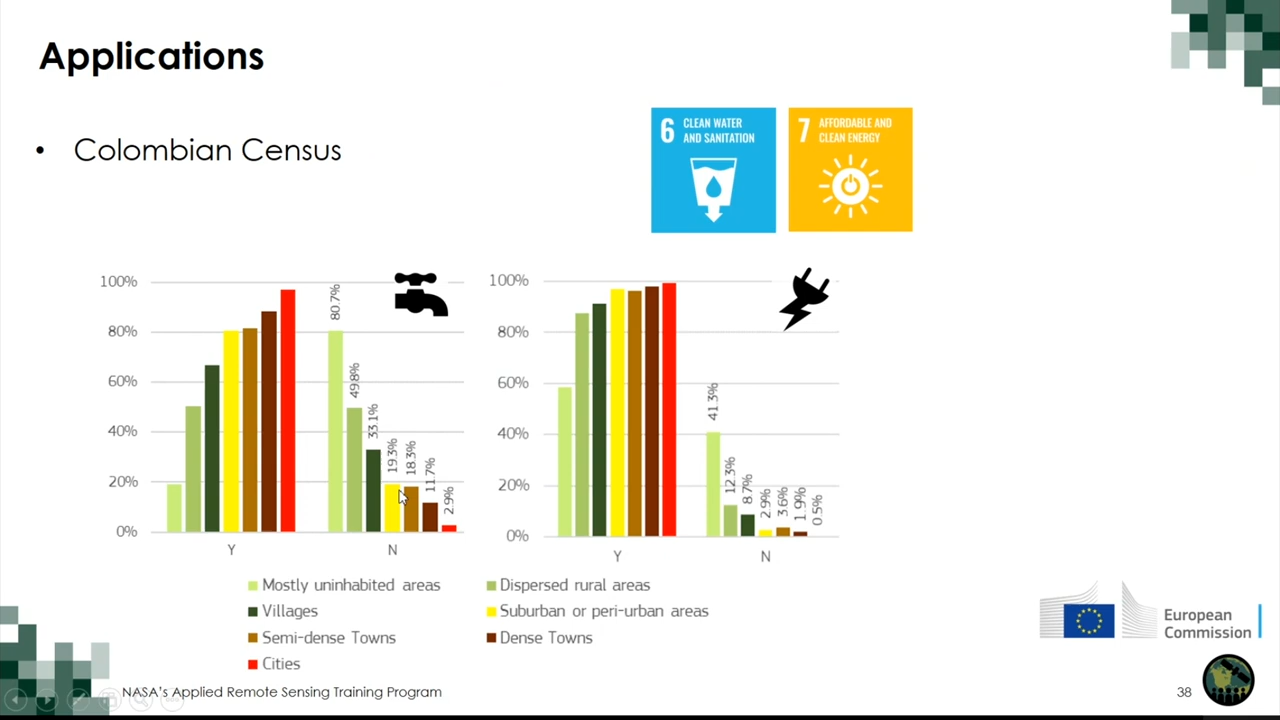 Applications
• Colombian Census
6 CLEAN WATER
AND SANITATION
7 AFFORDABLE AND
CLEAN ENERGY
100%
80%
60%
40%
20%
0%
80.7%
49.8%
33.1%
19.3%
18.3%
11.7%
2.9%
Y
N
100%
80%
60%
40%
20%
0%
41.3%
12.3%
8.7%
2.9%
3.6%
1.9%
0.5%
Y
N
Mostly uninhabited areas
Dispersed rural areas
Villages
Suburban or peri-urban areas
Semi-dense Towns
Dense Towns
Cities
European
Commission
NASA's Applied Remote Sensing Training Program
38